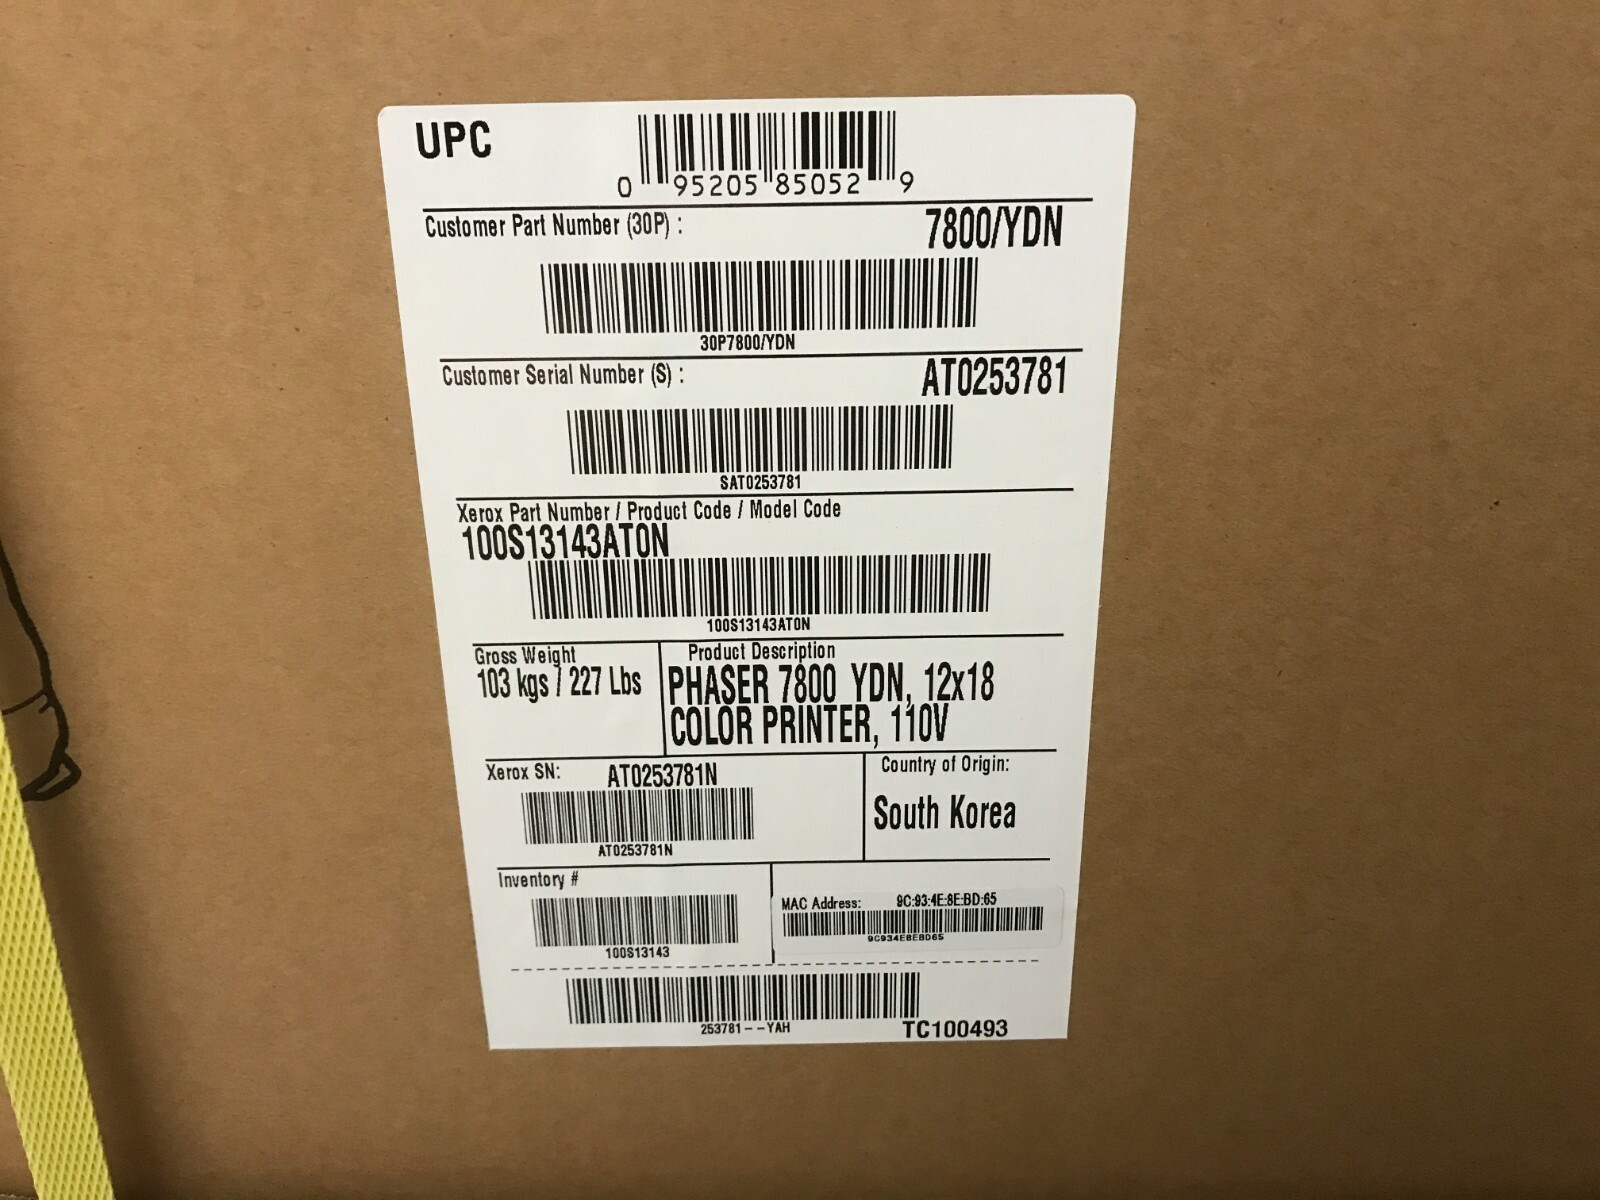 UPC
0 95205 85052 9
Customer Part Number (30P) : 7800/YDN
30P7800/YDN
Customer Serial Number (S) : AT0253781
SAT0253781
Xerox Part Number / Product Code / Model Code
100S13143AT0N
100S13143AT0N
Gross Weight
103 kgs / 227 Lbs
Product Description
PHASER 7800 YDN, 12x18
COLOR PRINTER, 110V
Xerox SN: AT0253781N
AT0253781N
Country of Origin:
South Korea
Inventory #
100S13143
MAC Address: 9C:93:4E:8E:BD:65
9C934E8EBD65
253781--YAH
TC100493